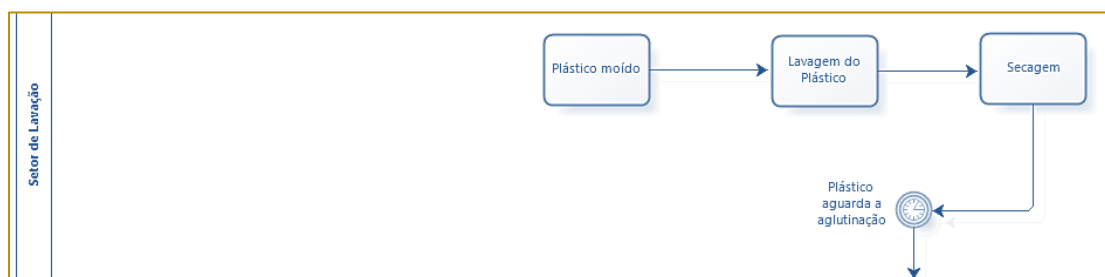 Setor de Lavação
Plástico moído
Lavagem do
Plástico
Secagem
Plástico
aguarda a
aglutinação